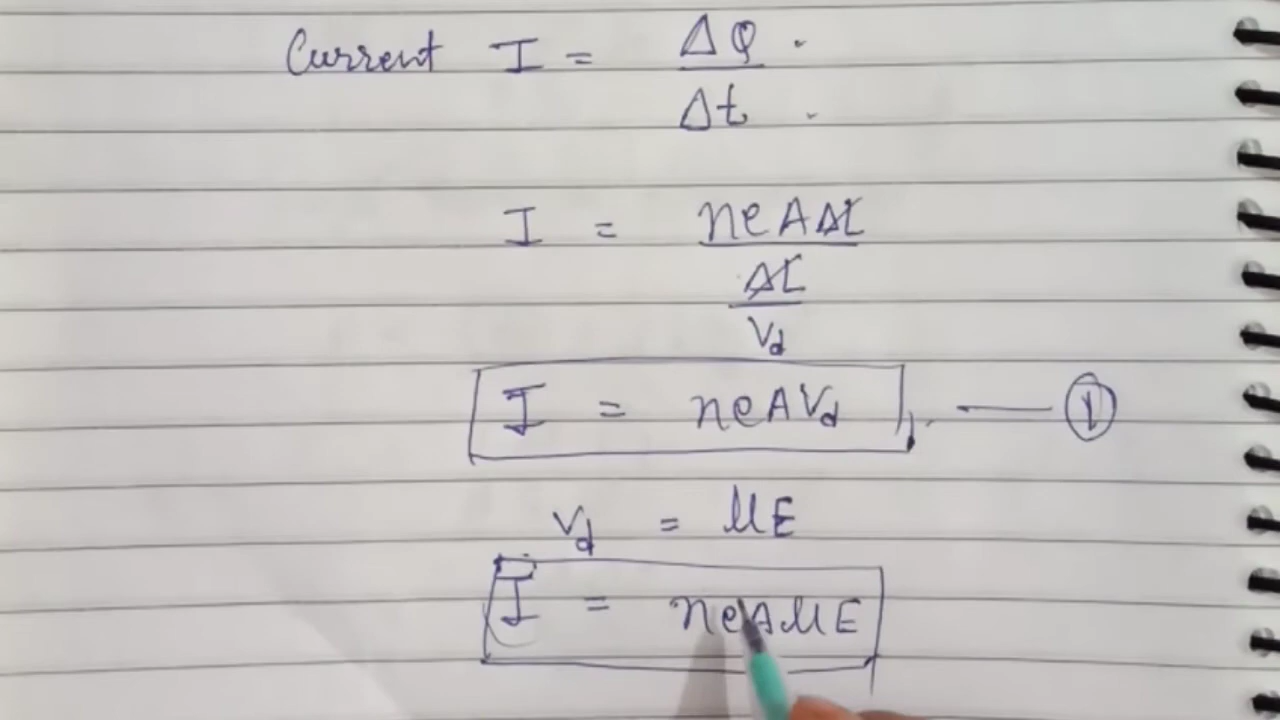 Current I = ΔQ
Δt
I = neAΔl
Δl
Vd
I = neAVd ①
Vd = μE
I = neAμE